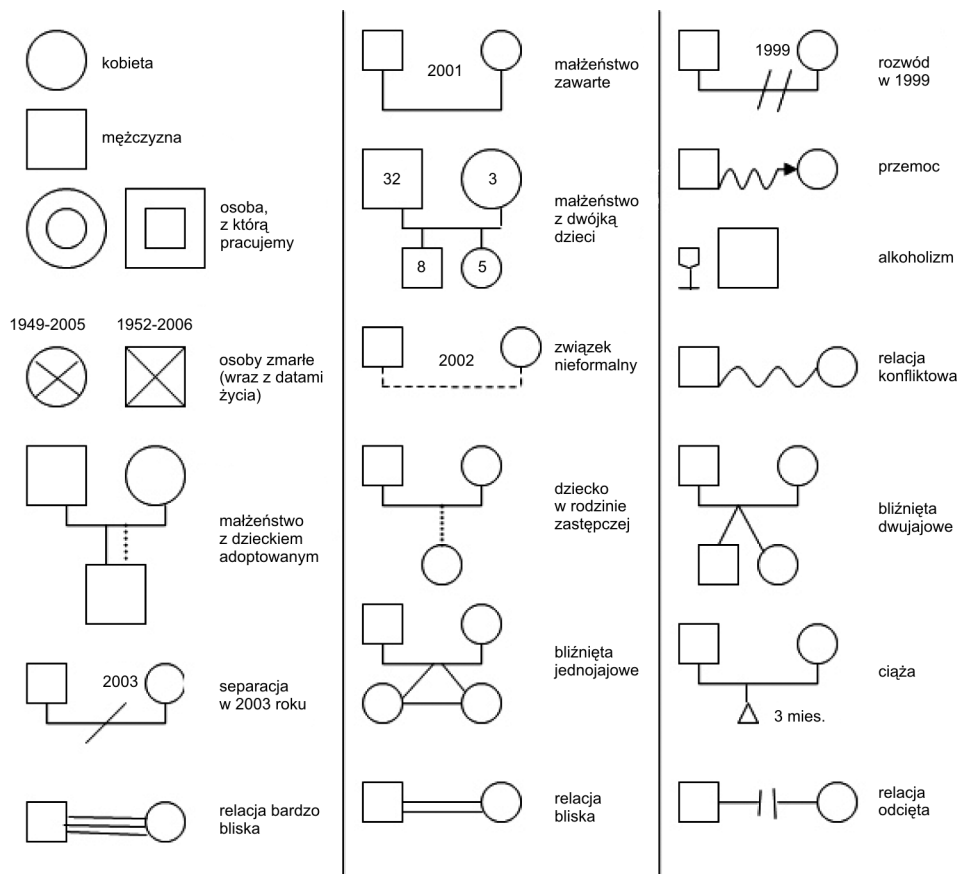 kobieta
mężczyzna
osoba,
z którą
pracujemy
1949-2005
1952-2006
osoby zmarłe
(wraz z datami
życia)
małżeństwo
z dzieckiem
adoptowanym
2003
separacja
w 2003 roku
relacja bardzo
bliska
2001
małżeństwo
zawarte
32
3
8
5
małżeństwo
z dwójką
dzieci
2002
związek
nieformalny
dziecko
w rodzinie
zastępczej
bliźnięta
jednojajowe
relacja
bliska
1999
rozwód
w 1999
przemoc
alkoholizm
relacja
konfliktowa
bliźnięta
dwujajowe
ciąża
3 mies.
relacja
odcięta